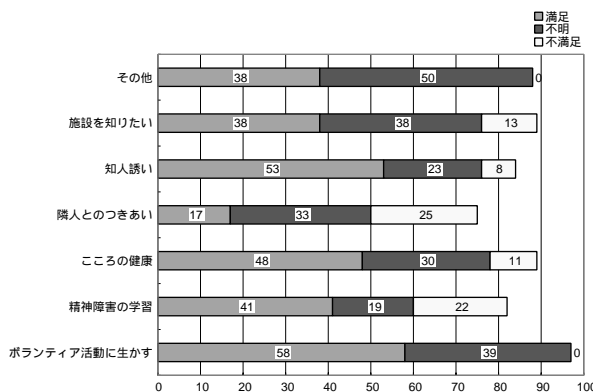 満足
不明
不満足
その他 38 50 0
施設を知りたい 38 38 13
知人誘い 53 23 8
隣人とのつきあい 17 33 25
こころの健康 48 30 11
精神障害の学習 41 19 22
ボランティア活動に生かす 58 39 0
0 10 20 30 40 50 60 70 80 90 100